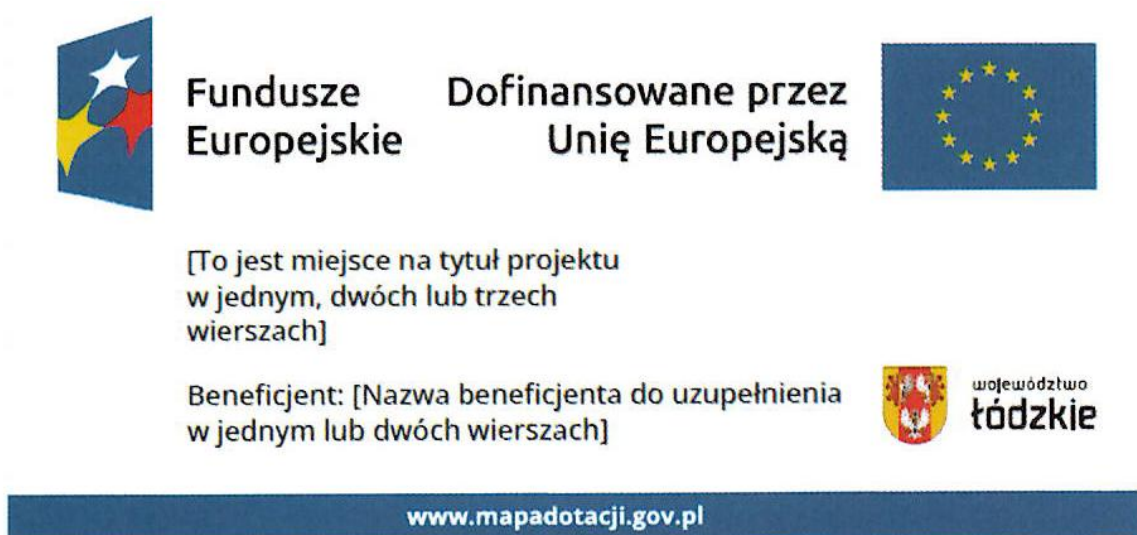 Fundusze
Europejskie
Dofinansowane przez
Unię Europejską
[To jest miejsce na tytuł projektu
w jednym, dwóch lub trzech
wierszach]
Beneficjent: [Nazwa beneficjenta do uzupełnienia
w jednym lub dwóch wierszach]
województwo
łódzkie
www.mapadotacji.gov.pl